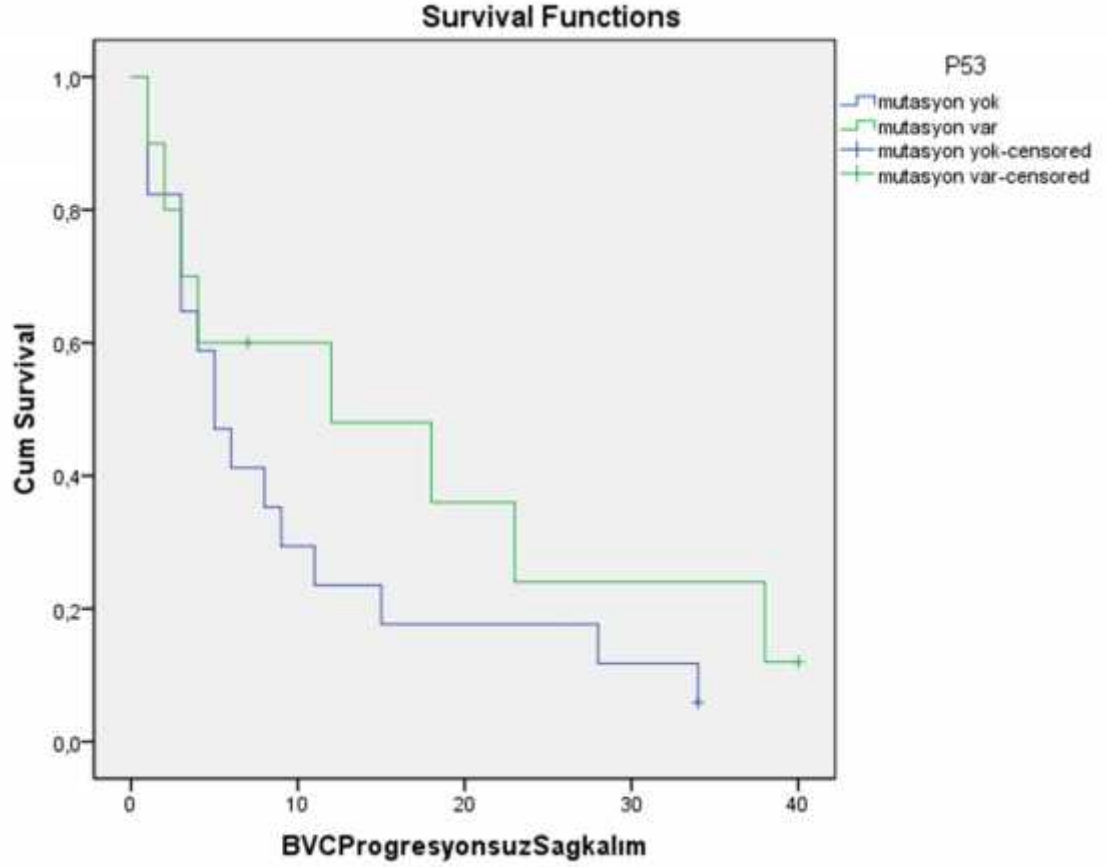 Survival Functions
P53
mutasyon yok
mutasyon var
mutasyon yok-censored
mutasyon var-censored
Cum Survival
1,0
0,8
0,6
0,4
0,2
0,0
0 10 20 30 40
BVCProgresyonsuzSagkalım